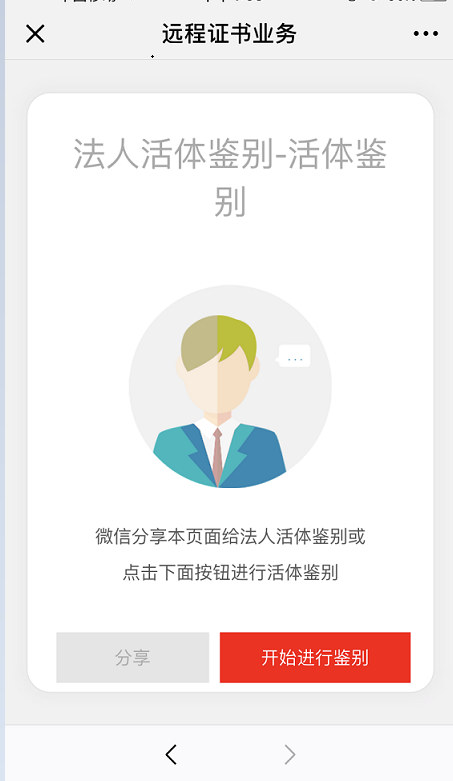 远程证书业务
法人活体鉴别-活体鉴
别
...
微信分享本页面给法人活体鉴别或
点击下面按钮进行活体鉴别
分享
开始进行鉴别